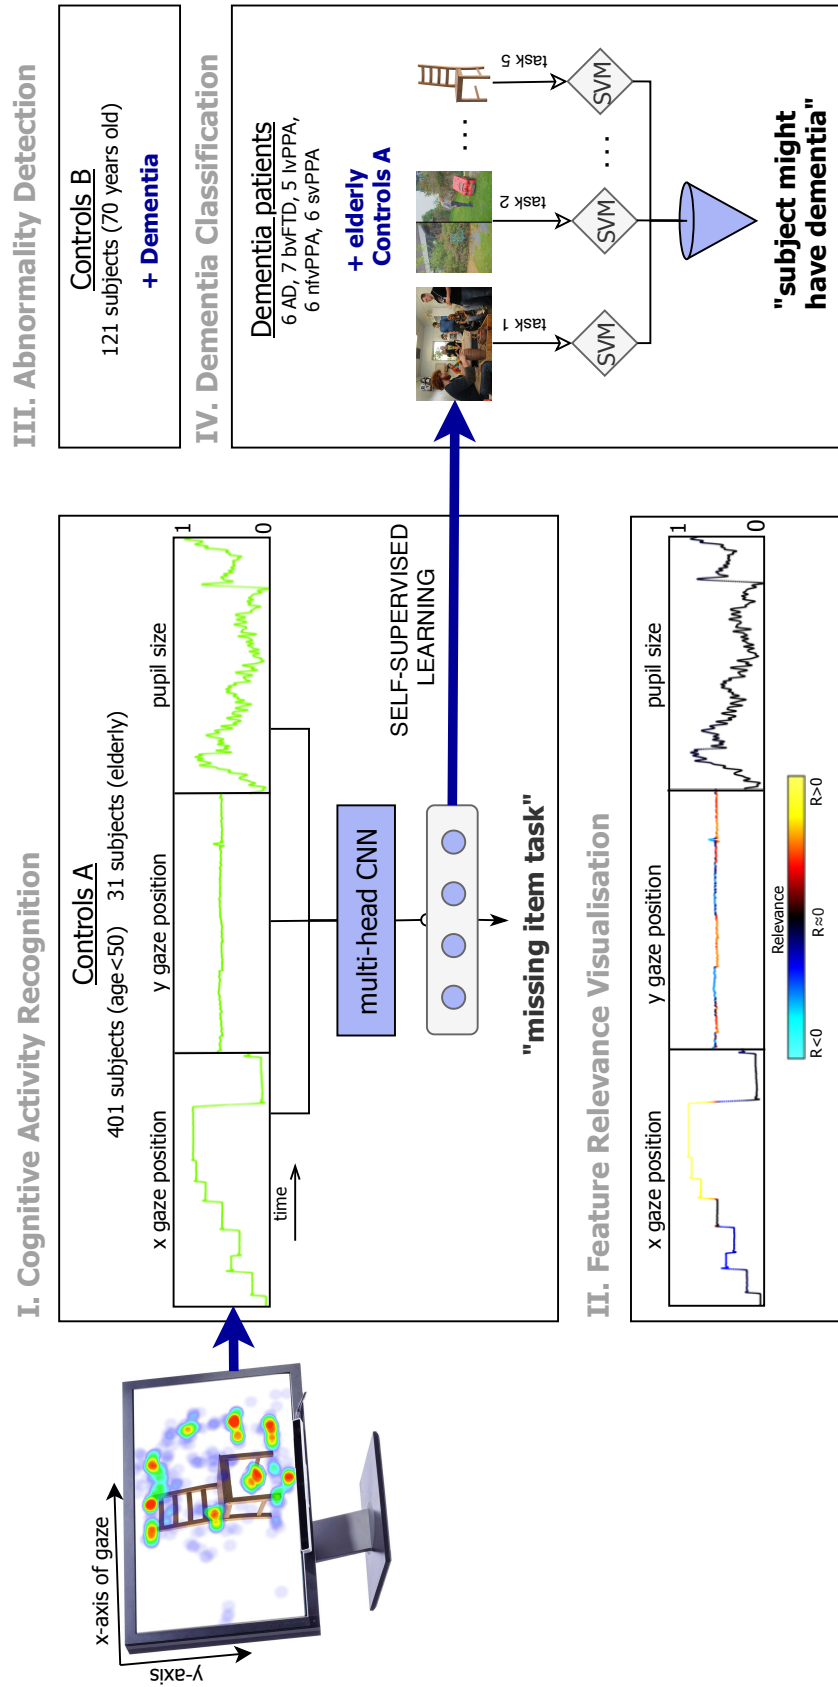 x-axis of gaze
y-axis
I. Cognitive Activity Recognition
Controls A
401 subjects (age<50) 31 subjects (elderly)
x gaze position
y gaze position
pupil size
1
0
time
multi-head CNN
SELF-SUPERVISED
LEARNING
"missing item task"
II. Feature Relevance Visualisation
x gaze position
y gaze position
pupil size
1
0
Relevance
R<0
R≈0
R>0
III. Abnormality Detection
Controls B
121 subjects (70 years old)
+ Dementia
IV. Dementia Classification
Dementia patients
6 AD, 7 bvFTD, 5 lvPPA,
6 nfvPPA, 6 svPPA
+ elderly
Controls A
...
task 1
task 2
task 5
SVM
SVM
...
SVM
"subject might
have dementia"